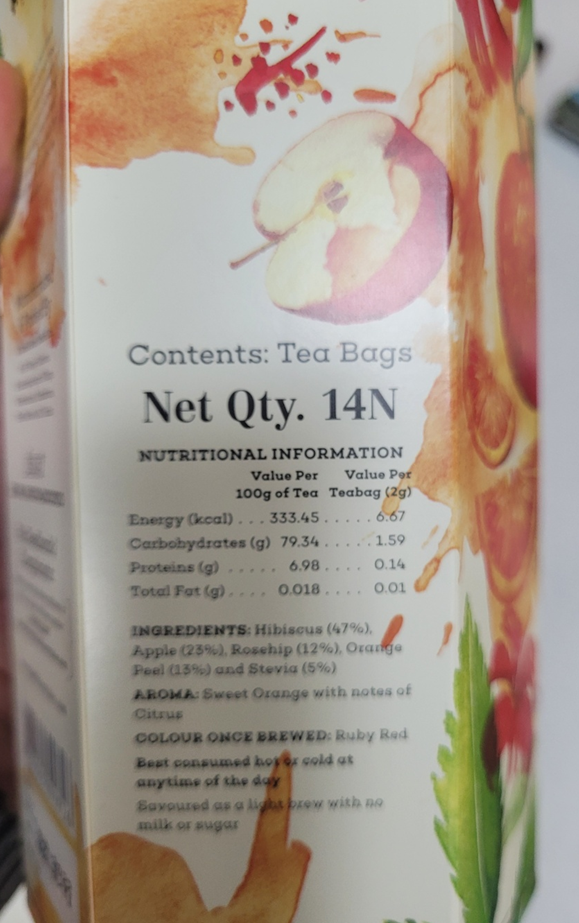 Contents: Tea Bags
Net Qty. 14N
NUTRITIONAL INFORMATION
Value Per Value Per
100g of Tea Teabag (2g)
Energy (kcal) . . . 333.45 . . . . . 6.67
Carbohydrates (g) 79.34 . . . . . 1.59
Proteins (g) . . . . . 6.98 . . . . 0.14
Total Fat (g) . . . . 0.018 . . . . 0.01
INGREDIENTS: Hibiscus (47%),
Apple (23%), Rosehip (12%), Orange
Peel (13%) and Stevia (5%)
AROMA: Sweet Orange with notes of
Citrus
COLOUR ONCE BREWED: Ruby Red
Best consumed hot or cold at
anytime of the day
Savoured as a light brew with no
milk or sugar